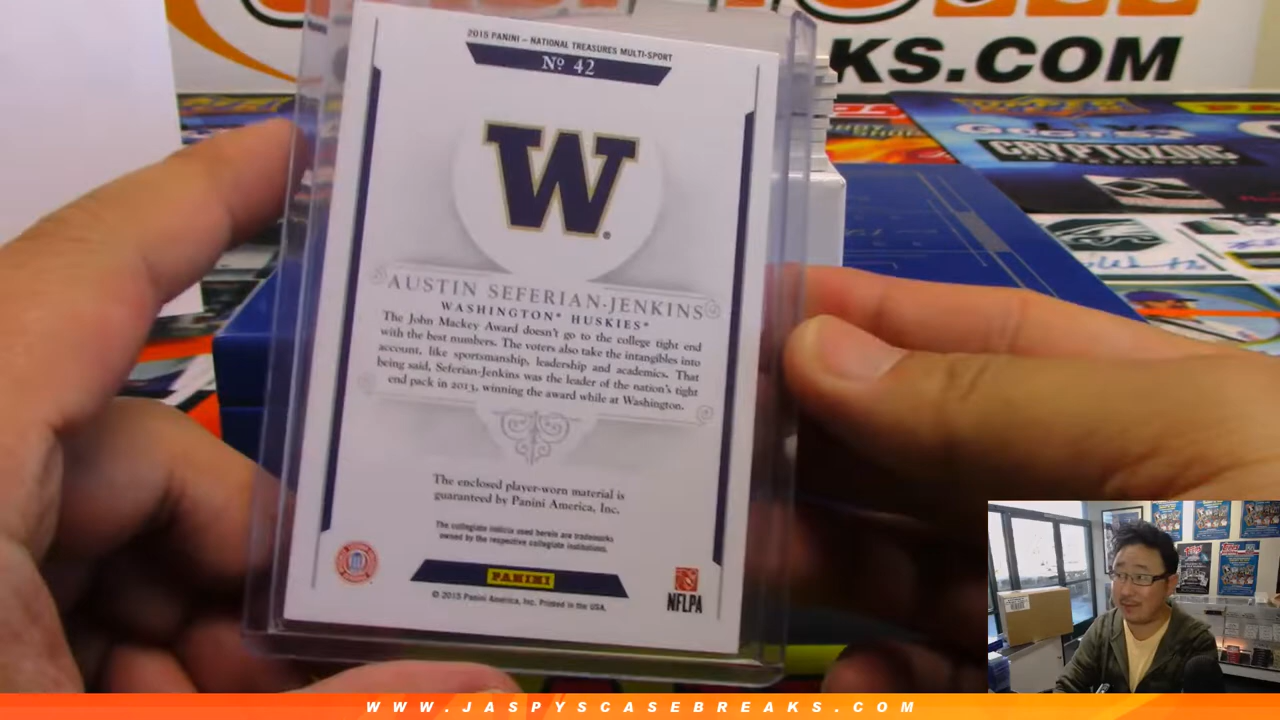 KS.COM
2015 PANINI – NATIONAL TREASURES MULTI-SPORT
Nº 42
W
AUSTIN SEFERIAN-JENKINS
WASHINGTON® HUSKIES®
The John Mackey Award doesn't go to the college tight end
with the best numbers. The voters also take the intangibles into
account, like sportsmanship, leadership and academics. That
being said, Seferian-Jenkins was the leader of the nation's tight
end pack in 2013, winning the award while at Washington.
The enclosed player-worn material is
guaranteed by Panini America, Inc.
The collegiate indicia used herein are trademarks
owned by the respective collegiate institutions.
PANINI
© 2015 Panini America, Inc. Printed in the USA.
NFLPA
CRYPTOZOIC
WWW.JASPYSCASEBREAKS.COM